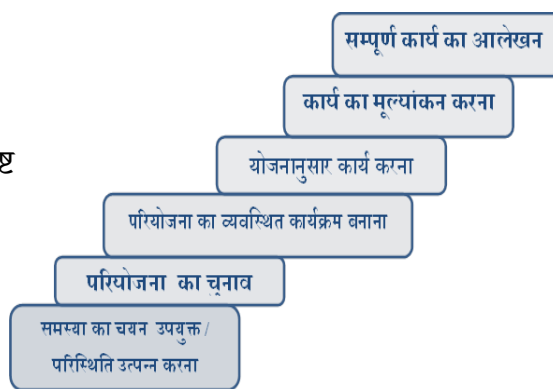 सम्पूर्ण कार्य का आलेखन
कार्य का मूल्यांकन करना
ष्ट
योजनानुसार कार्य करना
परियोजना का व्यवस्थित कार्यक्रम बनाना
परियोजना का चुनाव
समस्या का चयन उपयुक्त /
परिस्थिति उत्पन्न करना